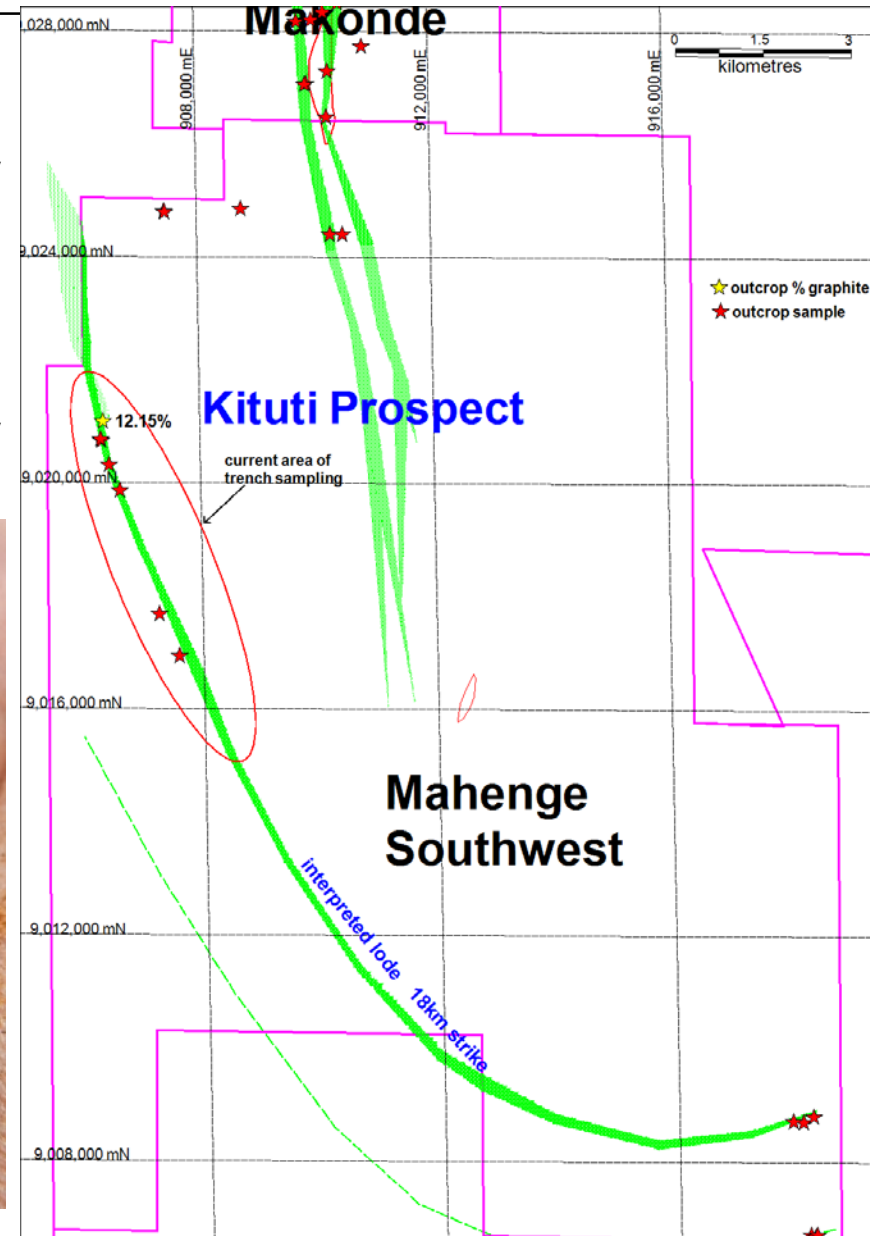 Makonde
,028,000 mN
908,000 mE
912,000 mE
916,000 mE
0 1.5 3
kilometres
9,024,000 mN
outcrop % graphite
outcrop sample
Kituti Prospect
12.15%
current area of
trench sampling
9,020,000 mN
9,016,000 mN
Mahenge
Southwest
interpreted lode 18km strike
9,012,000 mN
9,008,000 mN